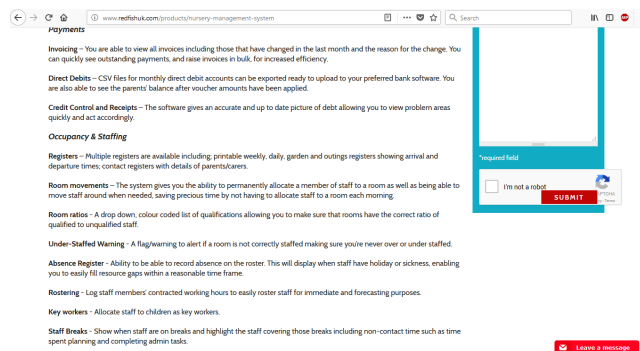 www.redfishuk.com/products/nursery-management-system
Search
Payments
Invoicing – You are able to view all invoices including those that have changed in the last month and the reason for the change. You
can quickly see outstanding payments, and raise invoices in bulk, for increased efficiency.
Direct Debits – CSV files for monthly direct debit accounts can be exported ready to upload to your preferred bank software. You
are also able to see the parents' balance after voucher amounts have been applied.
Credit Control and Receipts – The software gives an accurate and up to date picture of debt allowing you to view problem areas
quickly and act accordingly.
Occupancy & Staffing
Registers – Multiple registers are available including; printable weekly, daily, garden and outings registers showing arrival and
departure times; contact registers with details of parents/carers.
Room movements – The system gives you the ability to permanently allocate a member of staff to a room as well as being able to
move staff around when needed, saving precious time by not having to allocate staff to a room each morning.
Room ratios - A drop down, colour coded list of qualifications allowing you to make sure that rooms have the correct ratio of
qualified to unqualified staff.
Under-Staffed Warning - A flag/warning to alert if a room is not correctly staffed making sure you're never over or under staffed.
Absence Register - Ability to be able to record absence on the roster. This will display when staff have holiday or sickness, enabling
you to easily fill resource gaps within a reasonable time frame.
Rostering - Log staff members' contracted working hours to easily roster staff for immediate and forecasting purposes.
Key workers - Allocate staff to children as key workers.
Staff Breaks - Show when staff are on breaks and highlight the staff covering those breaks including non-contact time such as time
spent planning and completing admin tasks.
*required field
I'm not a robot
SUBMIT
Terms
Leave a message